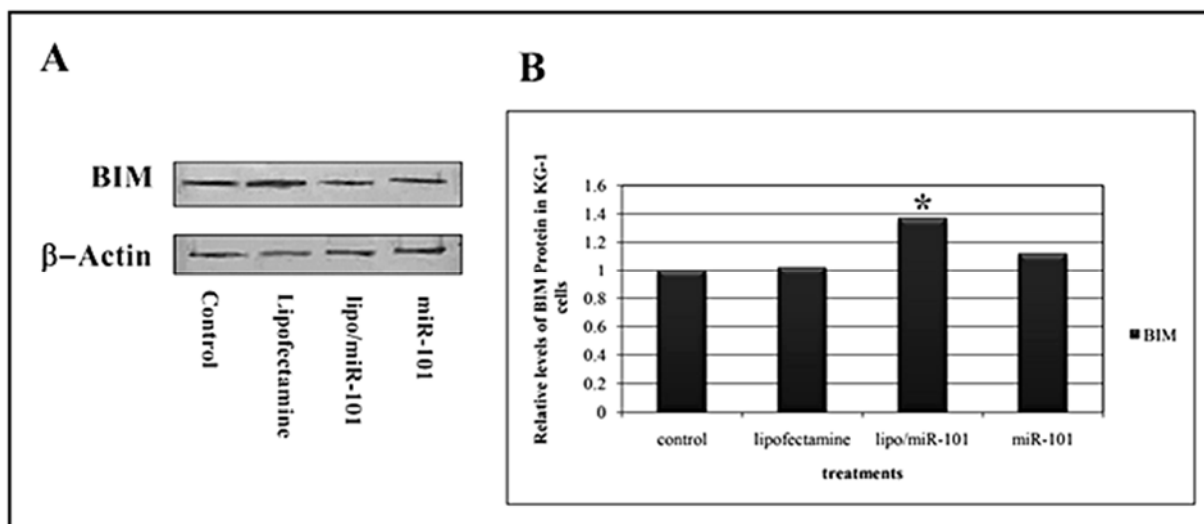 A
BIM
β-Actin
Control
Lipofectamine
lipo/miR-101
miR-101
B
Relative levels of BIM Protein in KG-1
cells
1.6
1.4
1.2
1
0.8
0.6
0.4
0.2
0
*
control
lipofectamine
lipo/miR-101
miR-101
treatments
BIM